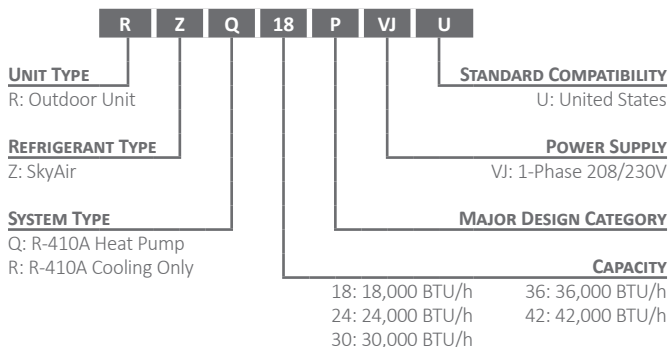 R Z Q 18 P VJ U
UNIT TYPE
R: Outdoor Unit
STANDARD COMPATIBILITY
U: United States
REFRIGERANT TYPE
Z: SkyAir
POWER SUPPLY
VJ: 1-Phase 208/230V
SYSTEM TYPE
Q: R-410A Heat Pump
R: R-410A Cooling Only
MAJOR DESIGN CATEGORY
CAPACITY
18: 18,000 BTU/h 36: 36,000 BTU/h
24: 24,000 BTU/h 42: 42,000 BTU/h
30: 30,000 BTU/h